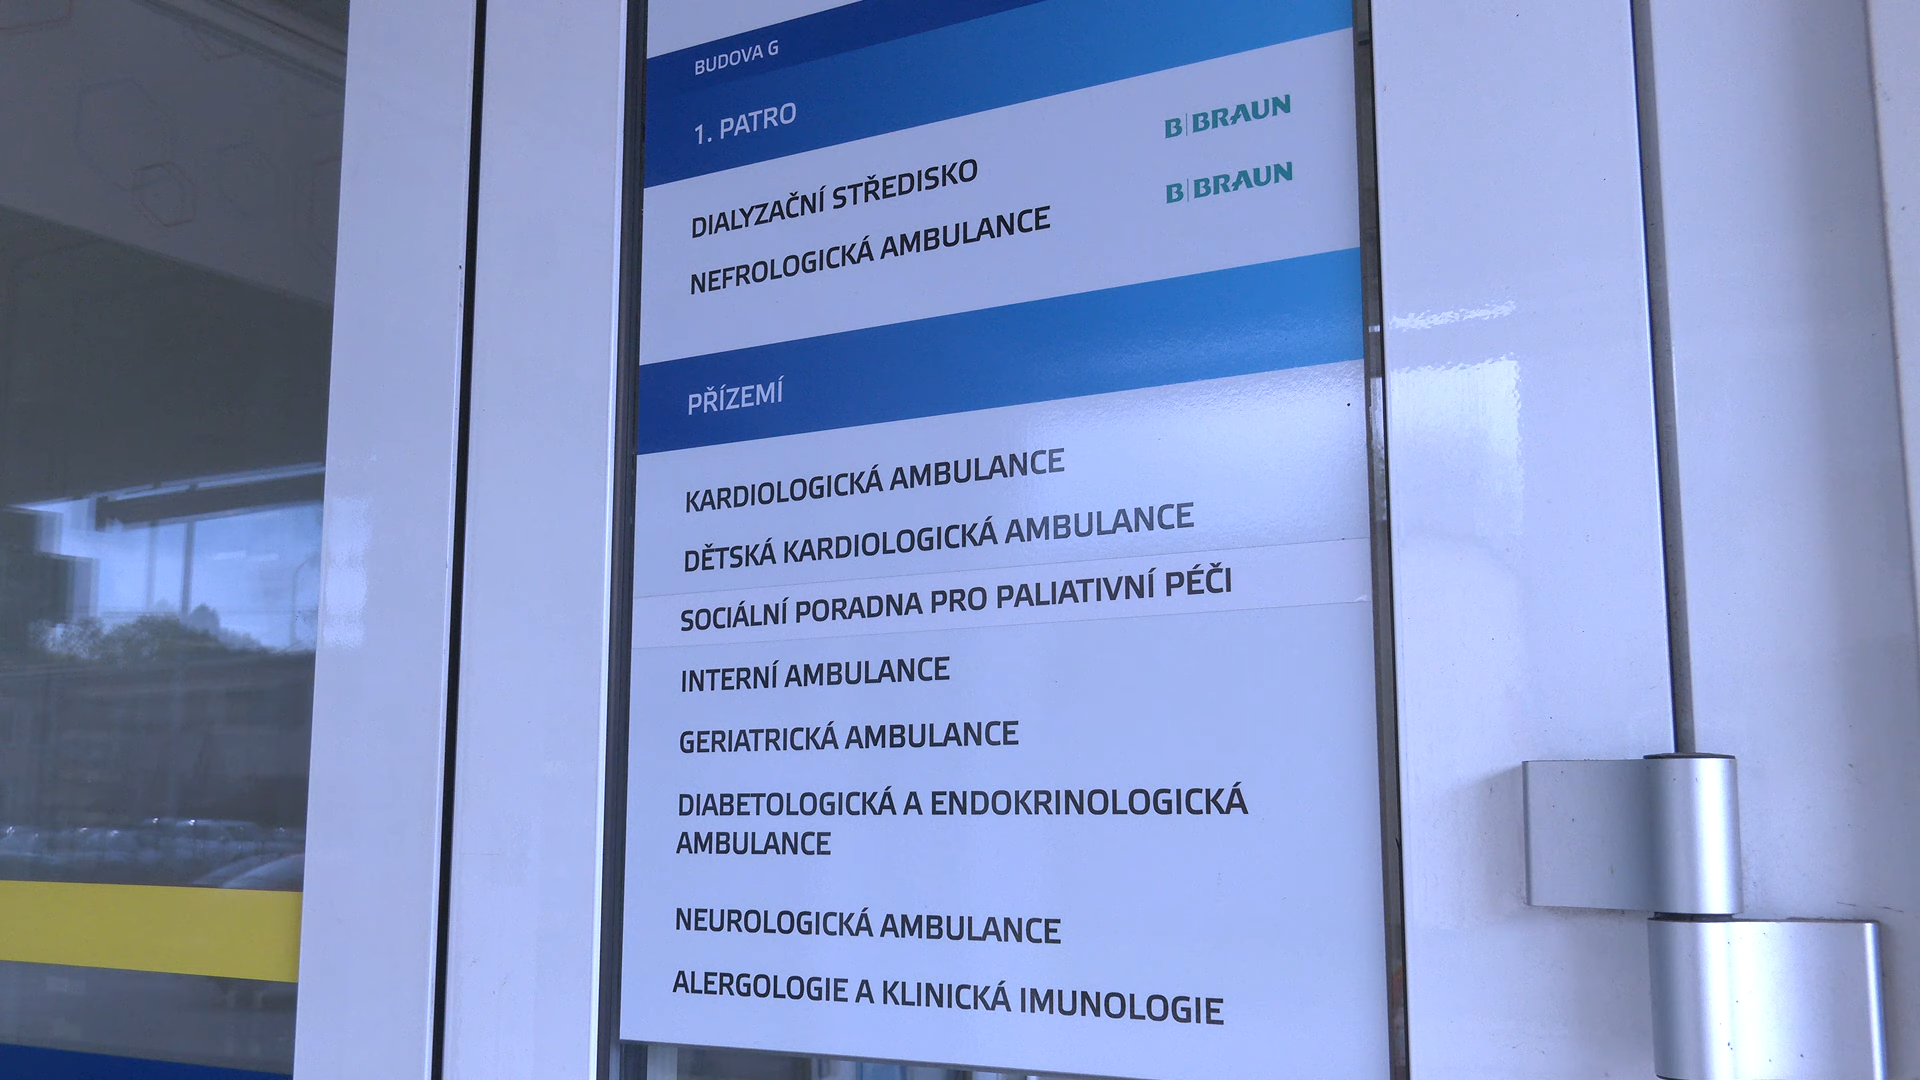 BUDOVA G
1. PATRO
DIALYZAČNÍ STŘEDISKO B|BRAUN
NEFROLOGICKÁ AMBULANCE B|BRAUN
PŘÍZEMÍ
KARDIOLOGICKÁ AMBULANCE
DĚTSKÁ KARDIOLOGICKÁ AMBULANCE
SOCIÁLNÍ PORADNA PRO PALIATIVNÍ PÉČI
INTERNÍ AMBULANCE
GERIATRICKÁ AMBULANCE
DIABETOLOGICKÁ A ENDOKRINOLOGICKÁ
AMBULANCE
NEUROLOGICKÁ AMBULANCE
ALERGOLOGIE A KLINICKÁ IMUNOLOGIE